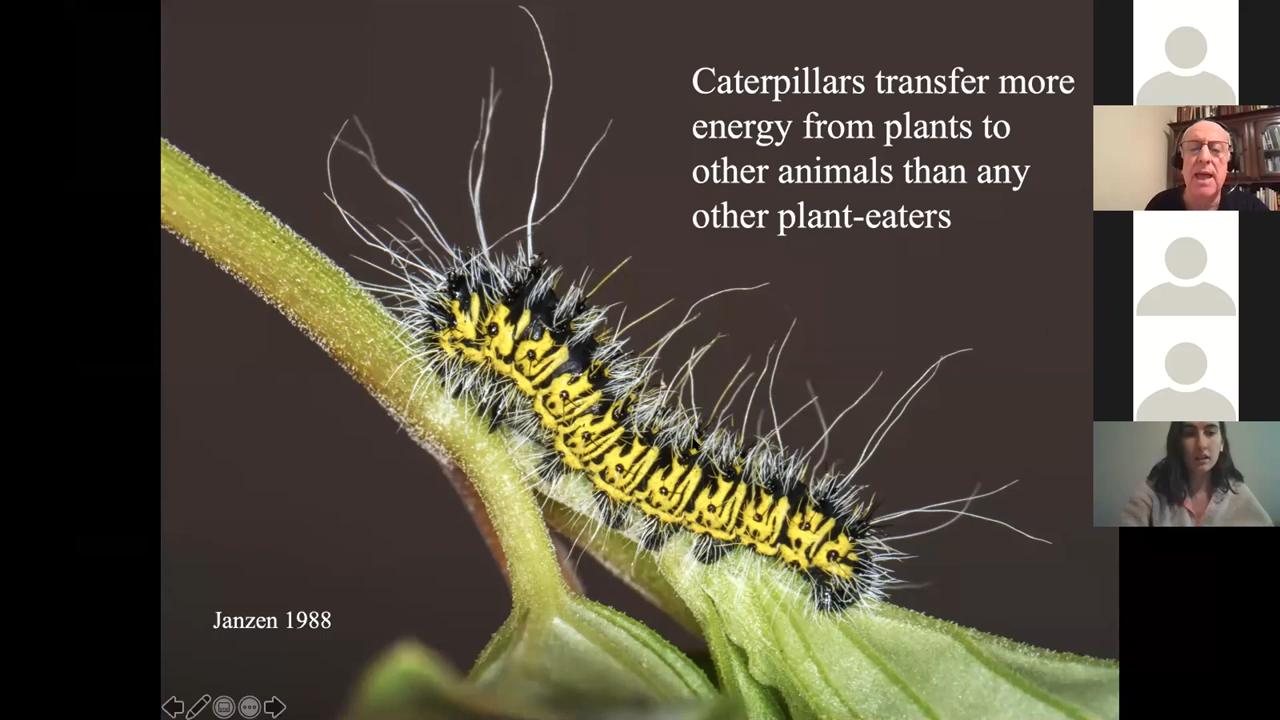 Caterpillars transfer more
energy from plants to
other animals than any
other plant-eaters
Janzen 1988